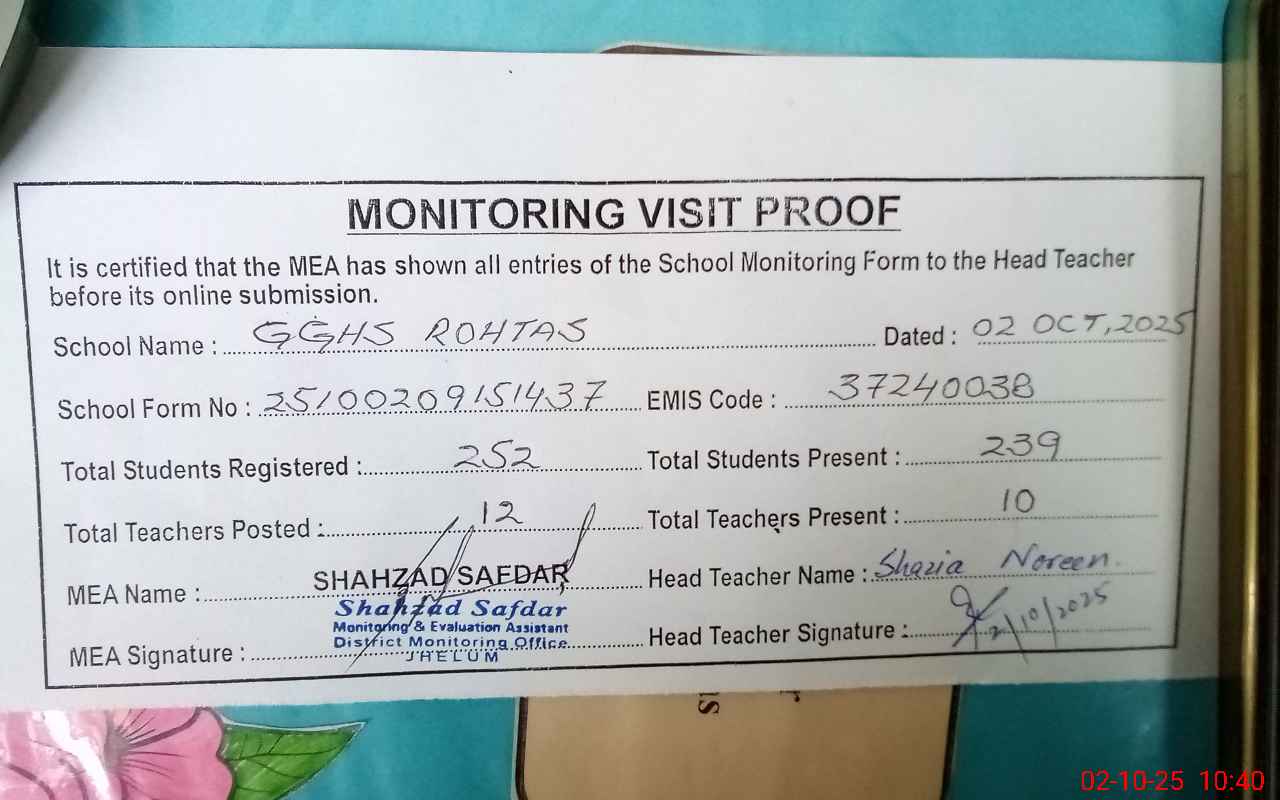 MONITORING VISIT PROOF
It is certified that the MEA has shown all entries of the School Monitoring Form to the Head Teacher
before its online submission.
School Name : GGHS ROHTAS Dated : 02 OCT, 2025
School Form No : 25100209151437 EMIS Code : 37240038
Total Students Registered : 252 Total Students Present : 239
Total Teachers Posted : 12 Total Teachers Present : 10
MEA Name : SHAHZAD SAFDAR Head Teacher Name : Shazia Noreen.
Shahzad Safdar
Monitoring & Evaluation Assistant
District Monitoring Office
JHELUM
MEA Signature : Head Teacher Signature : 2/10/2025
02-10-25 10:40